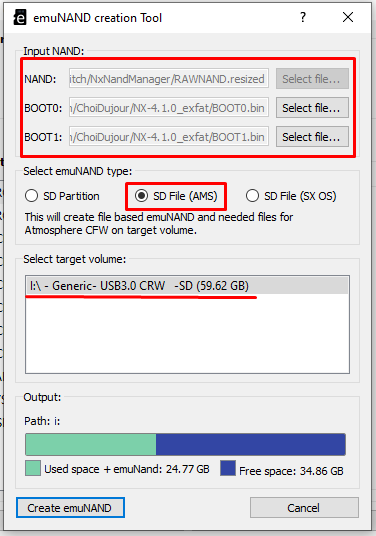 emuNAND creation Tool
Input NAND:
NAND: itch/NxNandManager/RAWNAND.resized Select file...
BOOT0: ı/ChoiDujour/NX-4.1.0_exfat/BOOT0.bin Select file...
BOOT1: ı/ChoiDujour/NX-4.1.0_exfat/BOOT1.bin Select file...
Select emuNAND type:
SD Partition SD File (AMS) SD File (SX OS)
This will create file based emuNAND and needed files for
Atmosphere CFW on target volume.
Select target volume:
I:\ - Generic- USB3.0 CRW -SD (59.62 GB)
Output:
Path: i:
Used space + emuNand: 24.77 GB Free space: 34.86 GB
Create emuNAND Cancel